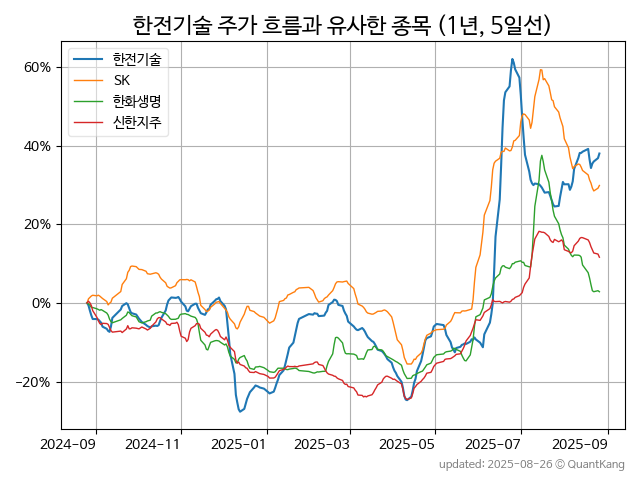 한전기술 주가 흐름과 유사한 종목 (1년, 5일선)
한전기술
SK
한화생명
신한지주
60%
40%
20%
0%
−20%
2024-09 2024-11 2025-01 2025-03 2025-05 2025-07 2025-09
updated: 2025-08-26 © QuantKang